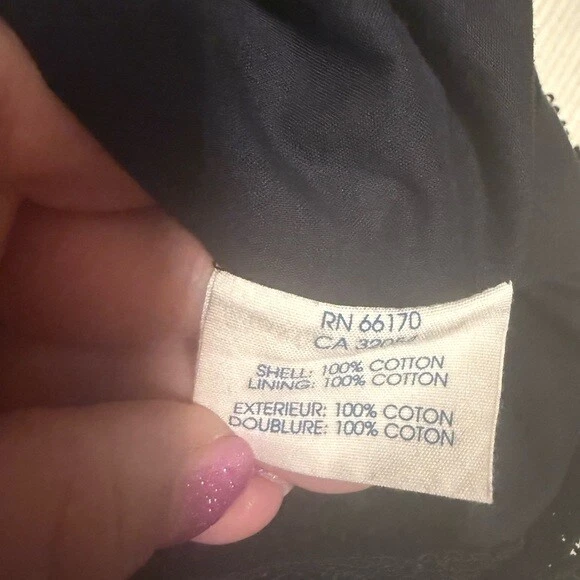 RN 66170
CA
SHELL: 100% COTTON
LINING: 100% COTTON
EXTERIEUR: 100% COTON
DOUBLURE: 100% COTON